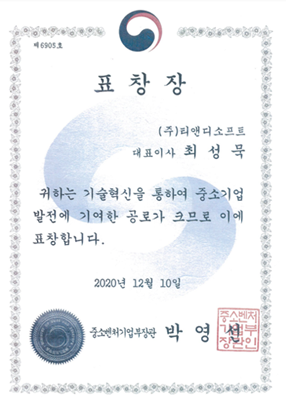 제6905호
표창장
(주)티앤디소프트
대표이사 최성묵
귀하는 기술혁신을 통하여 중소기업
발전에 기여한 공로가 크므로 이에
표창합니다.
2020년 12월 10일
중소벤처기업부장관 박영선
중소벤처
기업부
장관인